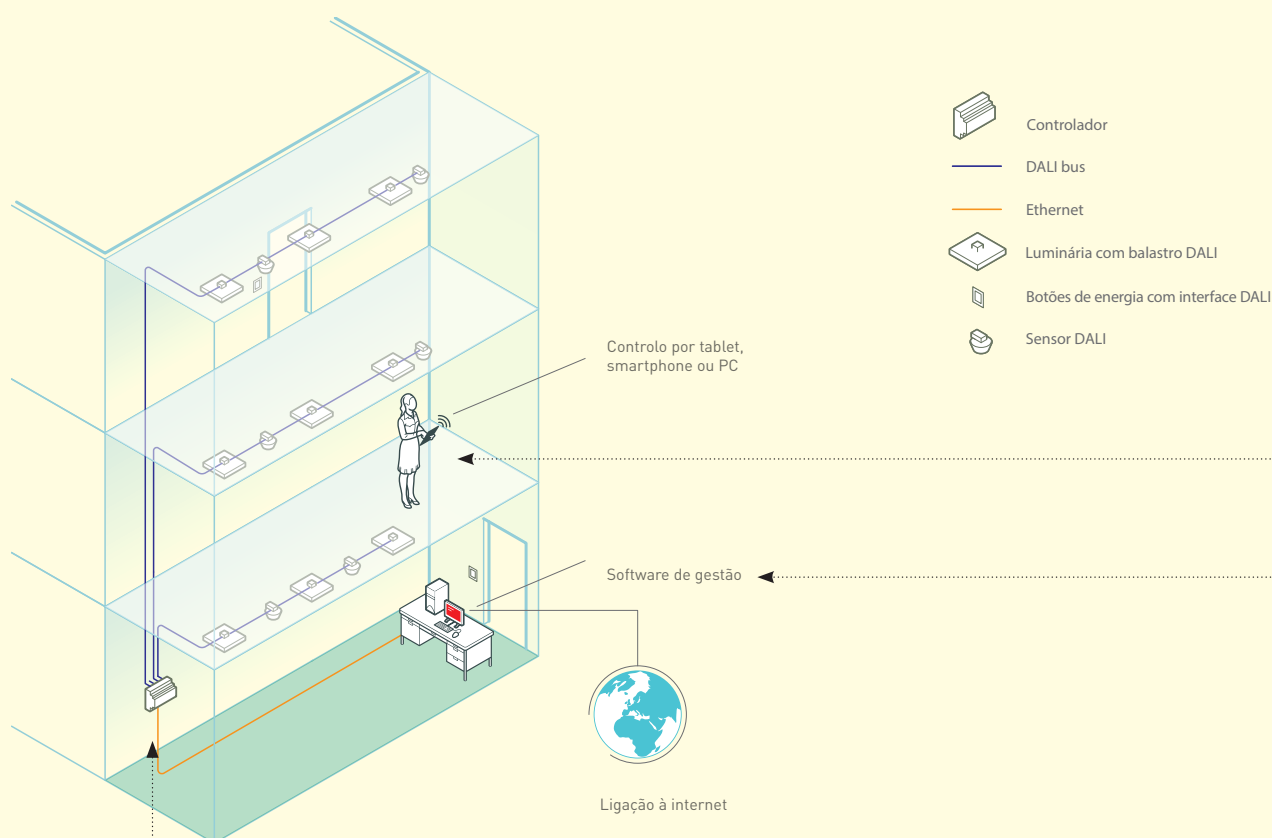 Controlador
DALI bus
Ethernet
Luminária com balastro DALI
Botões de energia com interface DALI
Sensor DALI
Controlo por tablet,
smartphone ou PC
Software de gestão
Ligação à internet